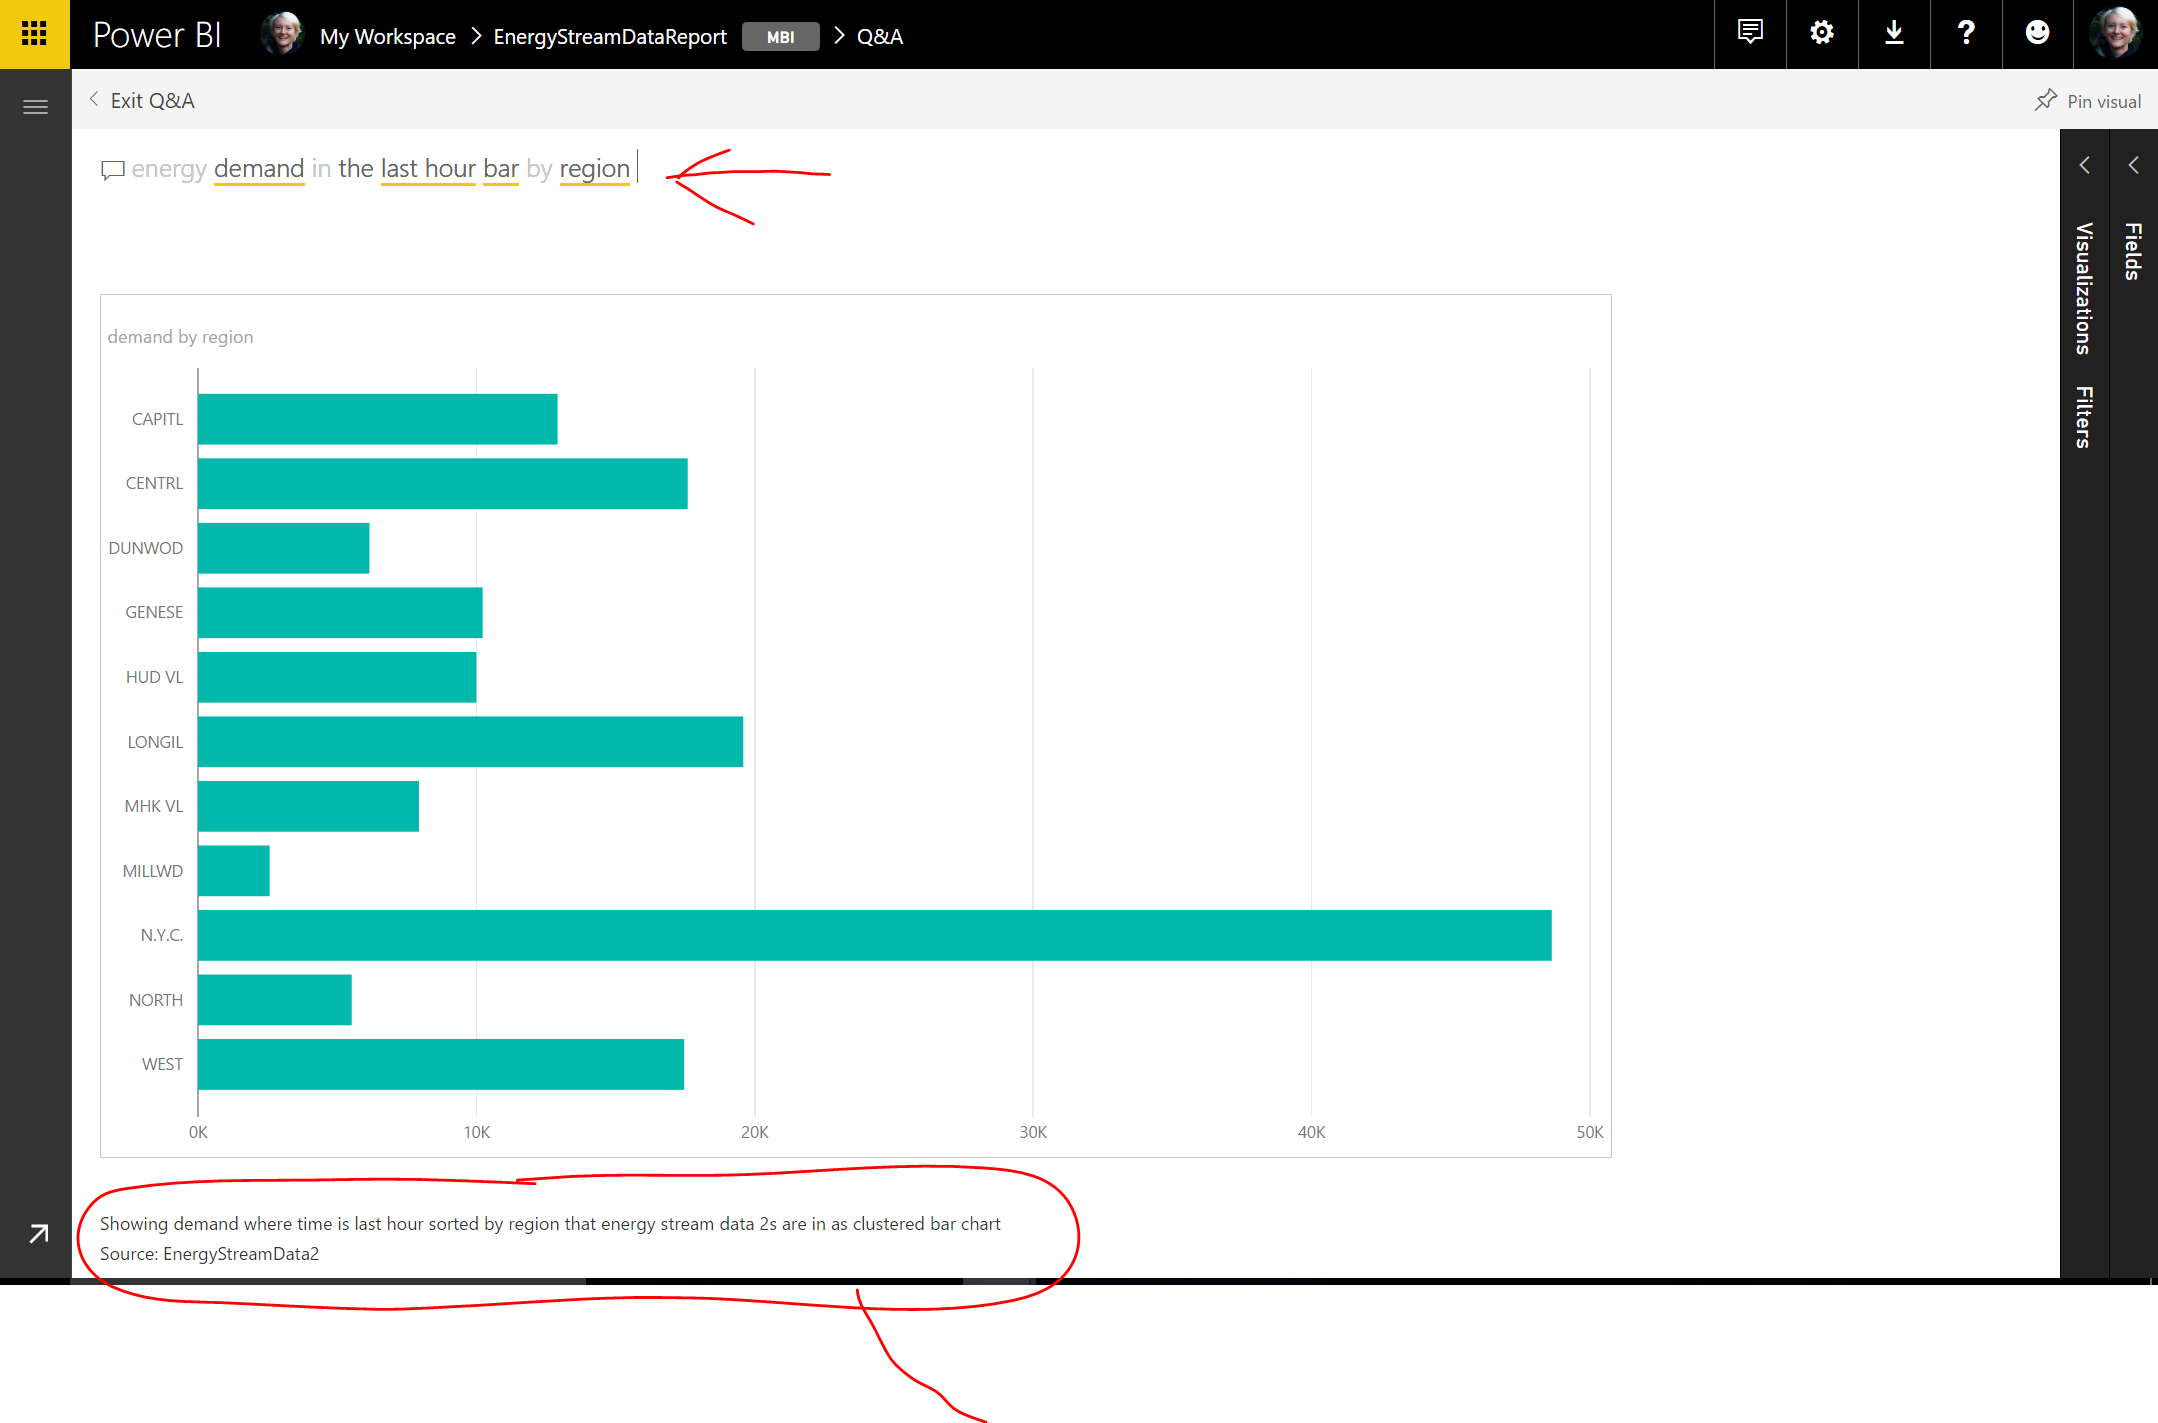 Power BI My Workspace > EnergyStreamDataReport MBI > Q&A ?
Exit Q&A Pin visual
energy demand in the last hour bar by region
Visualizations
Filters
Fields
demand by region
CAPITL
CENTRL
DUNWOD
GENESE
HUD VL
LONGIL
MHK VL
MILLWD
N.Y.C.
NORTH
WEST
0K 10K 20K 30K 40K 50K
Showing demand where time is last hour sorted by region that energy stream data 2s are in as clustered bar chart
Source: EnergyStreamData2